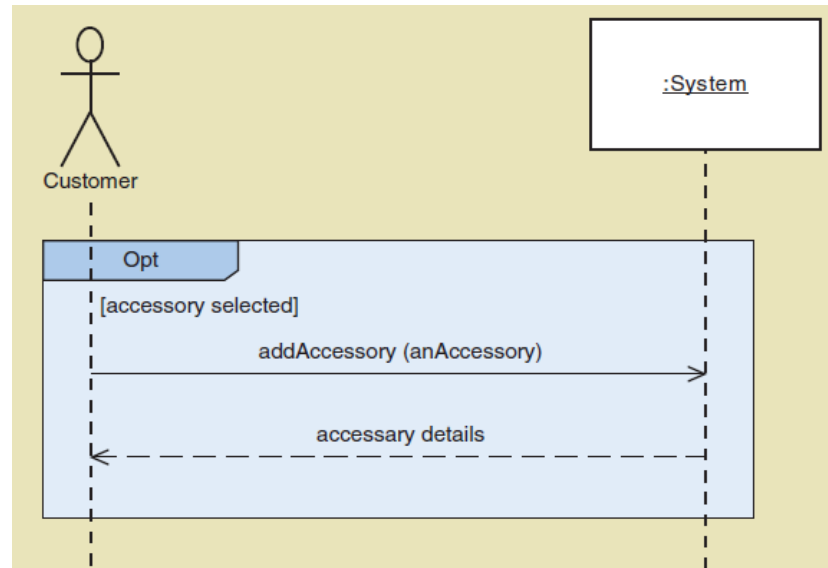 :System
Customer
Opt
[accessory selected]
addAccessory (anAccessory)
accessary details